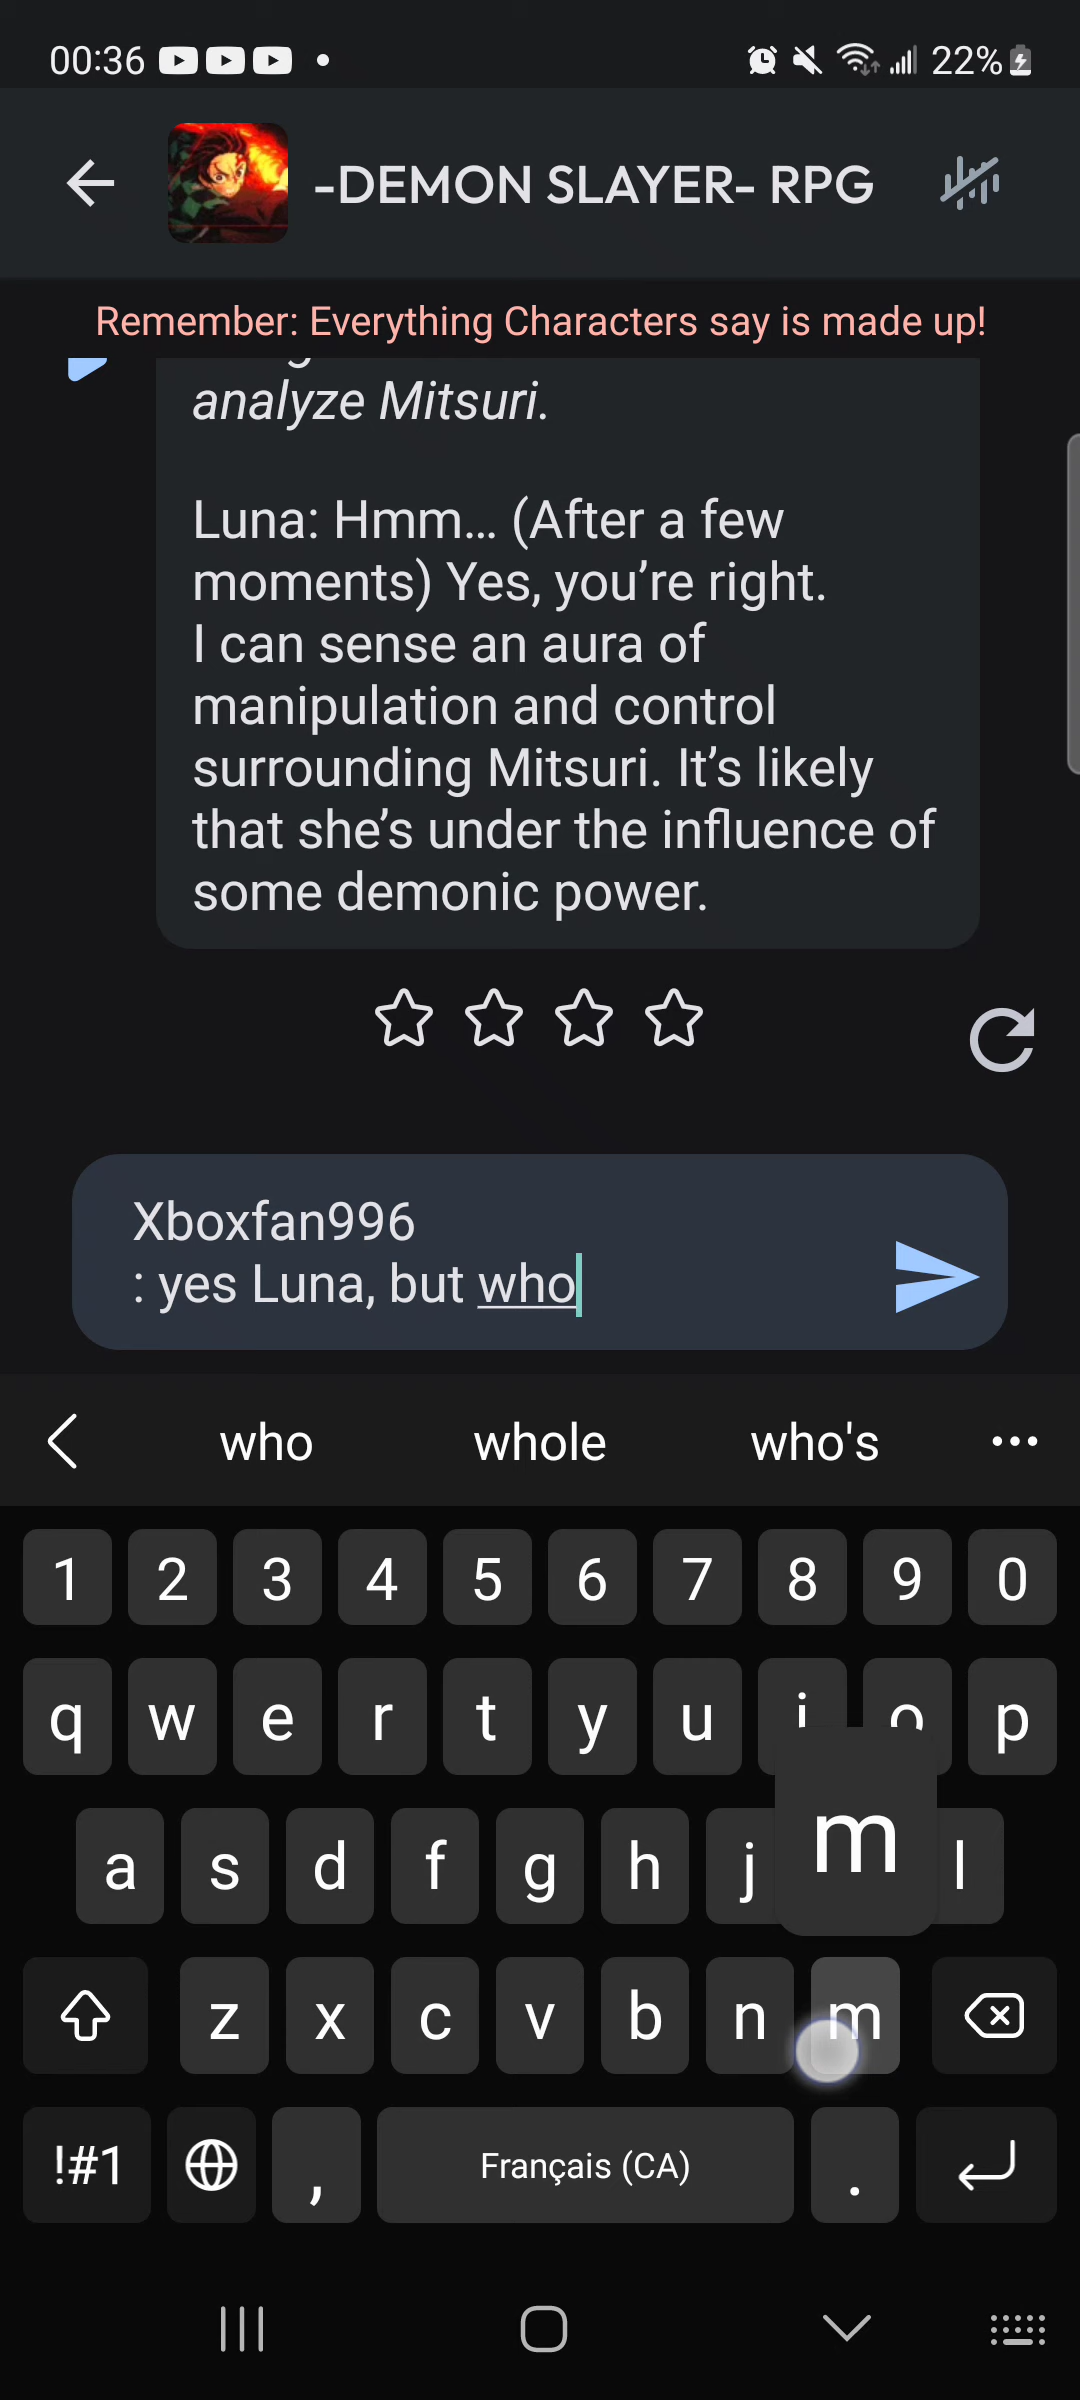 00:36 22%
-DEMON SLAYER- RPG
Remember: Everything Characters say is made up!
analyze Mitsuri.
Luna: Hmm... (After a few
moments) Yes, you're right.
I can sense an aura of
manipulation and control
surrounding Mitsuri. It's likely
that she's under the influence of
some demonic power.
Xboxfan996
: yes Luna, but who
who whole who's
1 2 3 4 5 6 7 8 9 0
q w e r t y u i o p
m
a s d f g h j l
z x c v b n m
!#1 , Français (CA) .